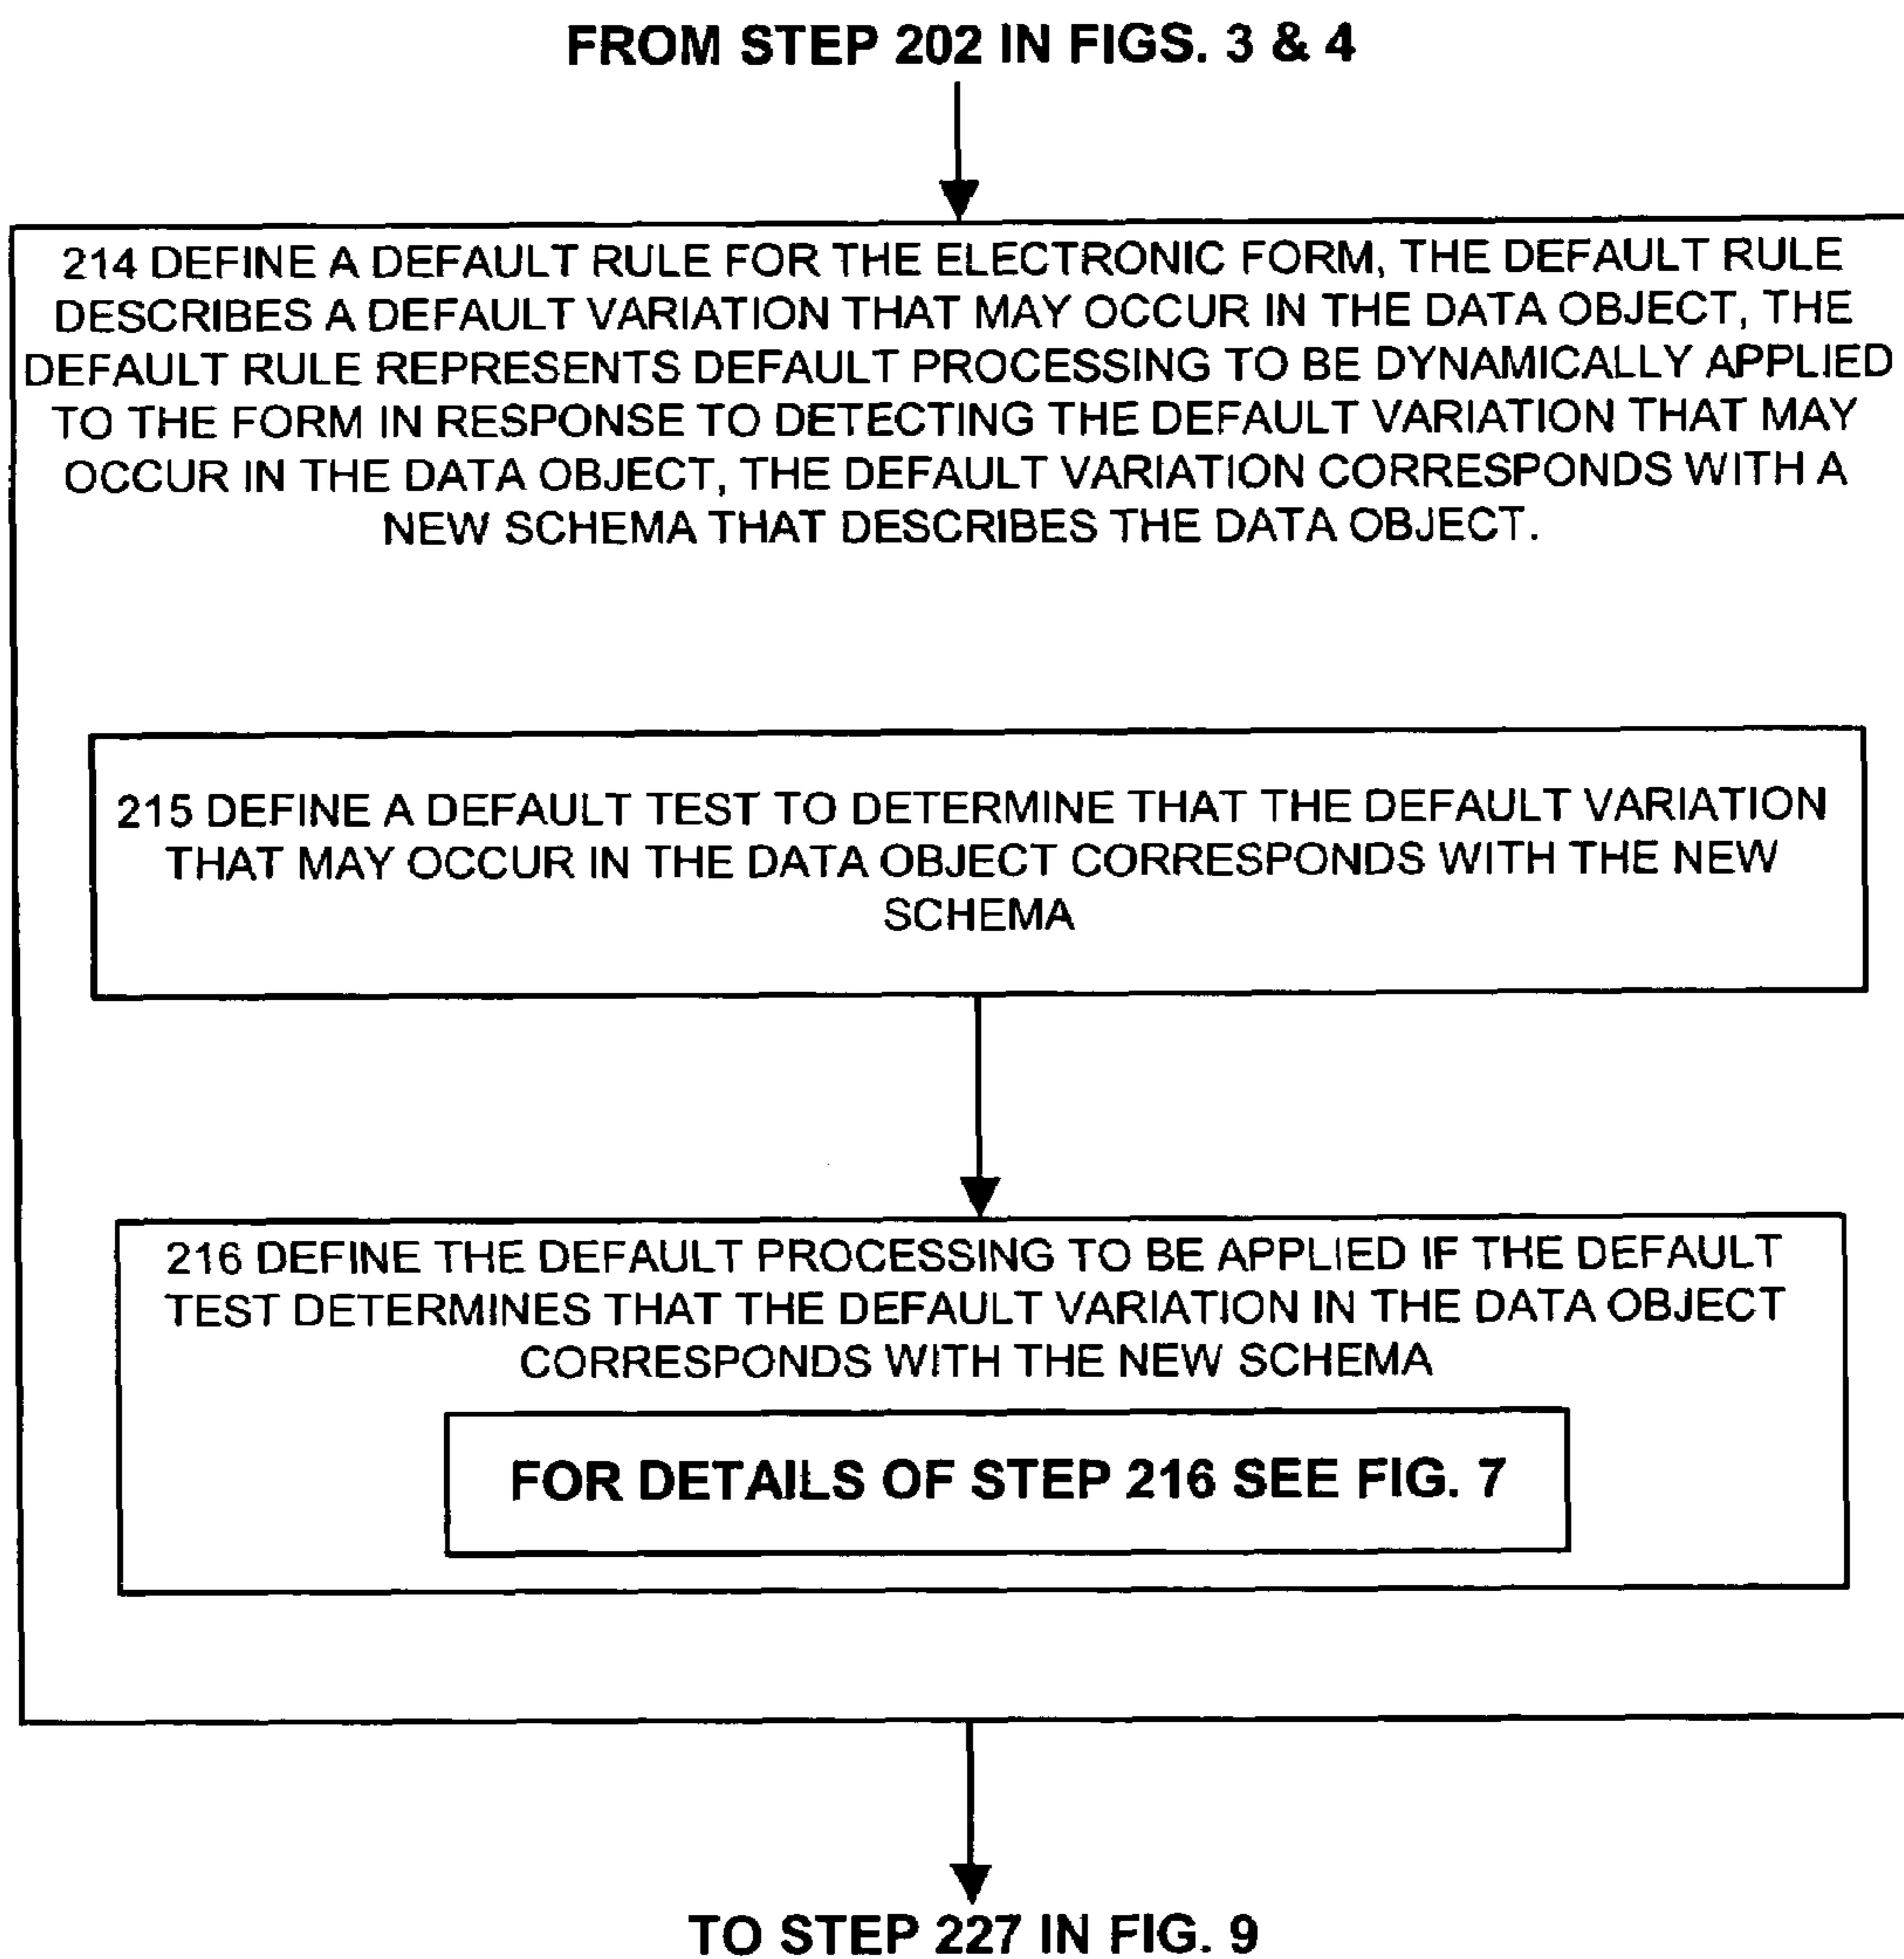 FROM STEP 202 IN FIGS. 3 & 4
214 DEFINE A DEFAULT RULE FOR THE ELECTRONIC FORM, THE DEFAULT RULE
DESCRIBES A DEFAULT VARIATION THAT MAY OCCUR IN THE DATA OBJECT, THE
DEFAULT RULE REPRESENTS DEFAULT PROCESSING TO BE DYNAMICALLY APPLIED
TO THE FORM IN RESPONSE TO DETECTING THE DEFAULT VARIATION THAT MAY
OCCUR IN THE DATA OBJECT, THE DEFAULT VARIATION CORRESPONDS WITH A
NEW SCHEMA THAT DESCRIBES THE DATA OBJECT.
215 DEFINE A DEFAULT TEST TO DETERMINE THAT THE DEFAULT VARIATION
THAT MAY OCCUR IN THE DATA OBJECT CORRESPONDS WITH THE NEW
SCHEMA
216 DEFINE THE DEFAULT PROCESSING TO BE APPLIED IF THE DEFAULT
TEST DETERMINES THAT THE DEFAULT VARIATION IN THE DATA OBJECT
CORRESPONDS WITH THE NEW SCHEMA
FOR DETAILS OF STEP 216 SEE FIG. 7
TO STEP 227 IN FIG. 9